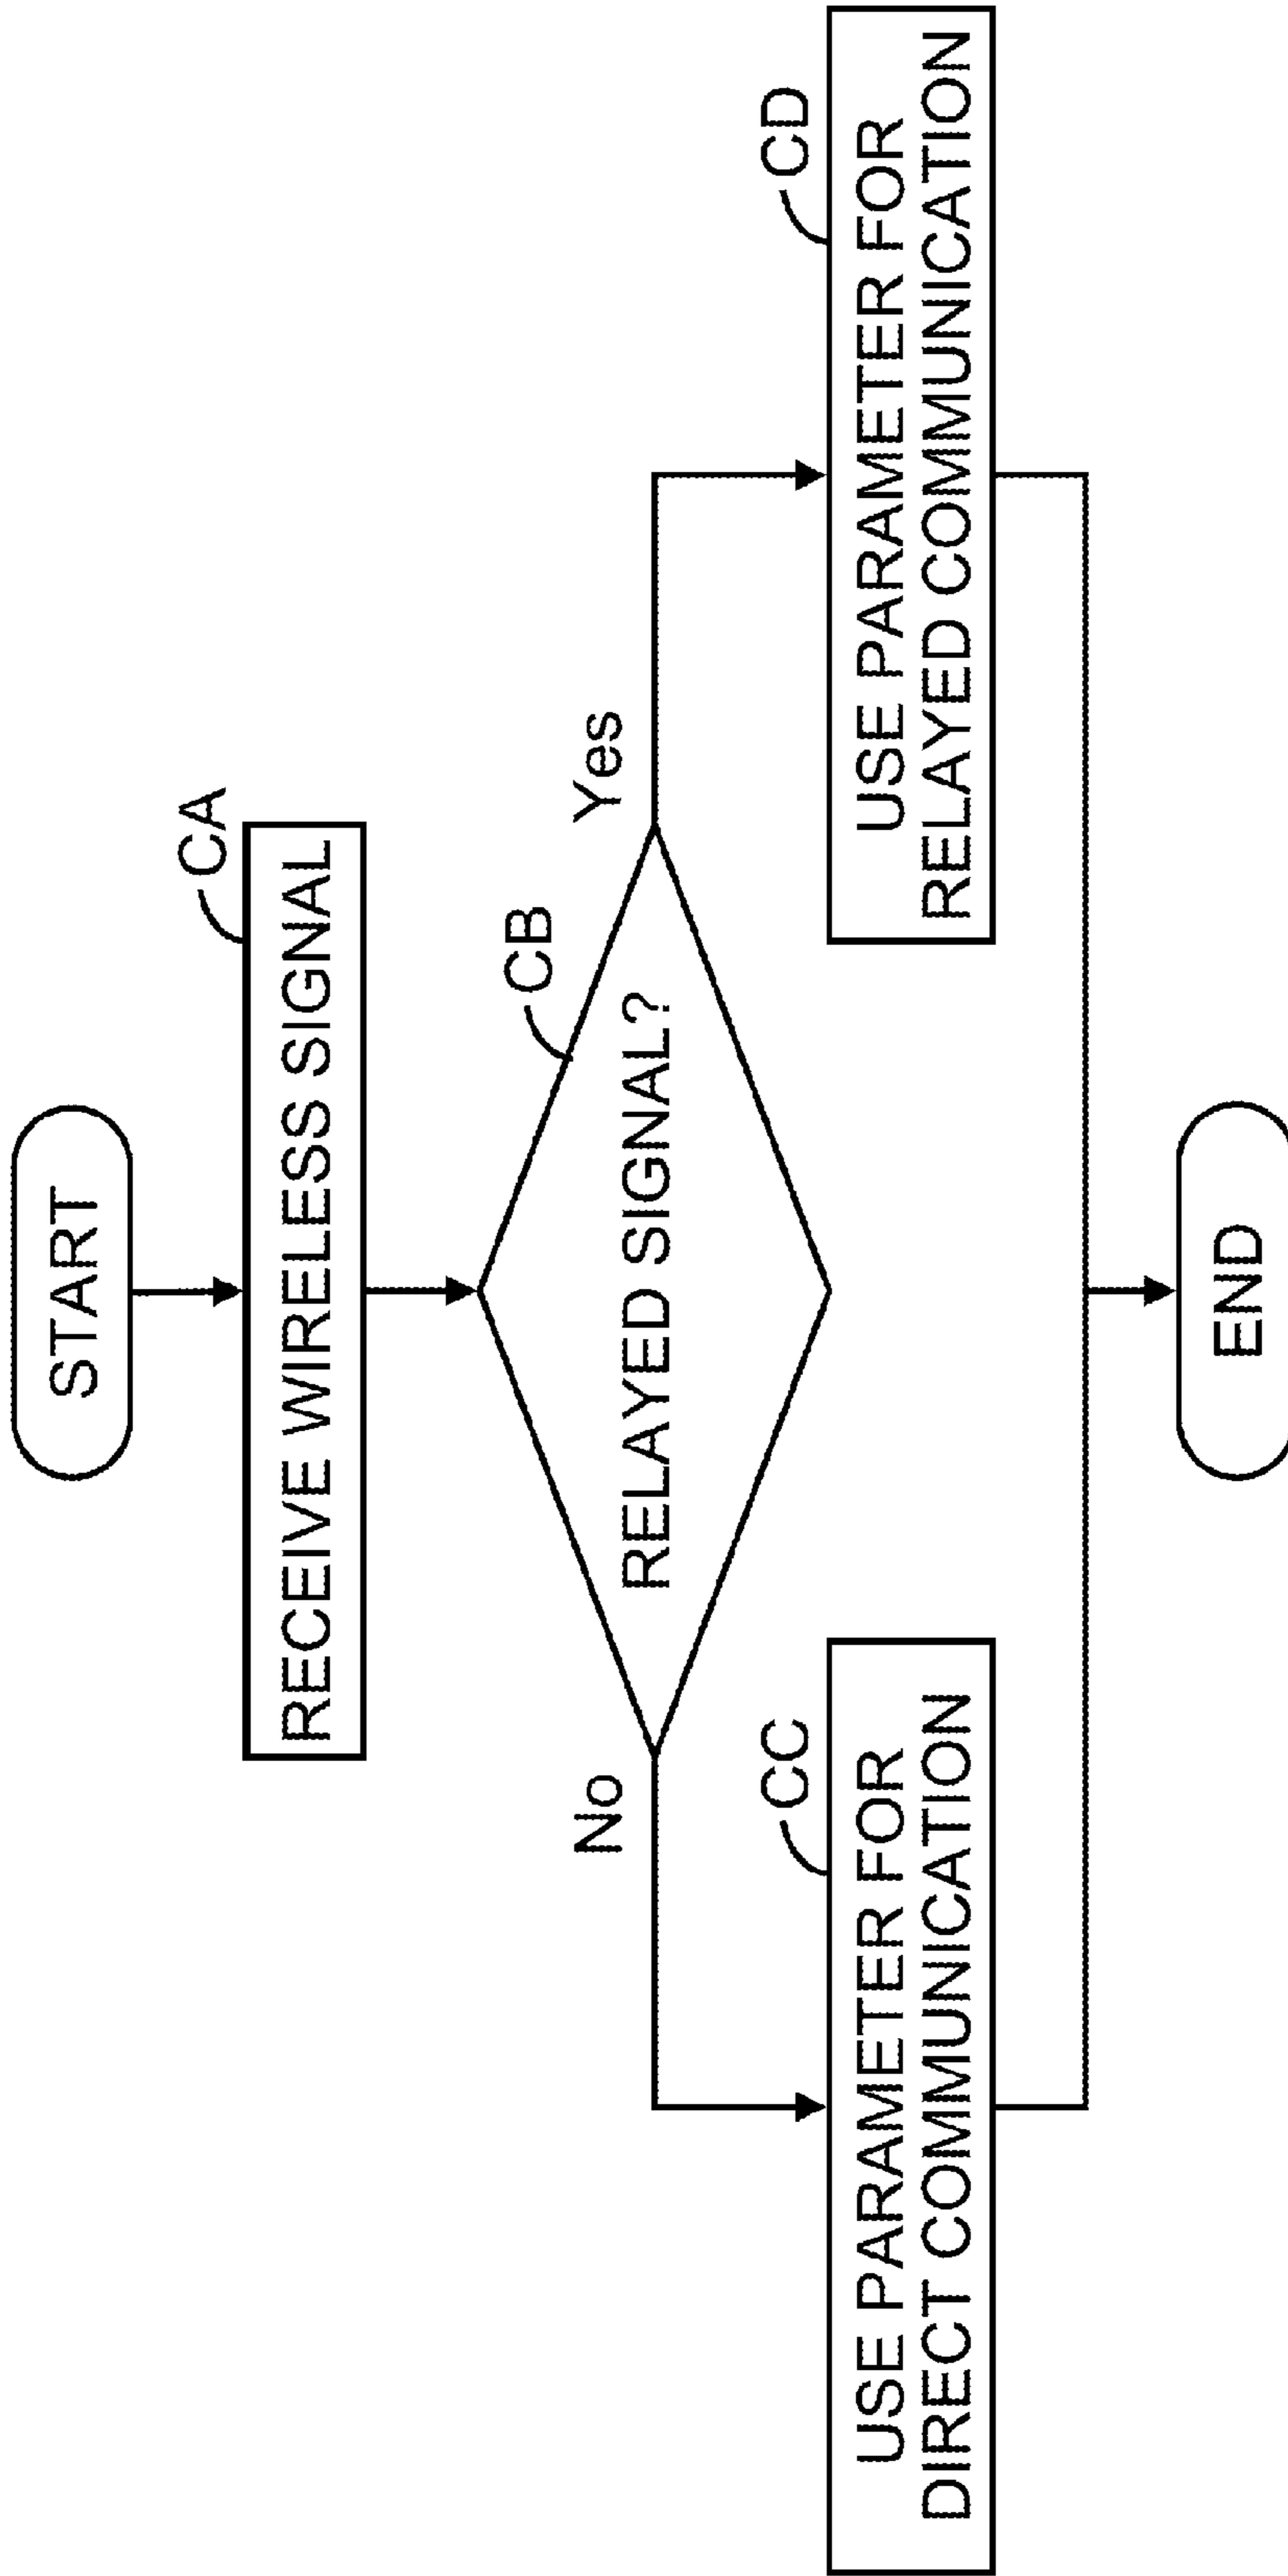 START
CA
RECEIVE WIRELESS SIGNAL
CB
RELAYED SIGNAL?
No
Yes
CC
USE PARAMETER FOR
DIRECT COMMUNICATION
CD
USE PARAMETER FOR
RELAYED COMMUNICATION
END